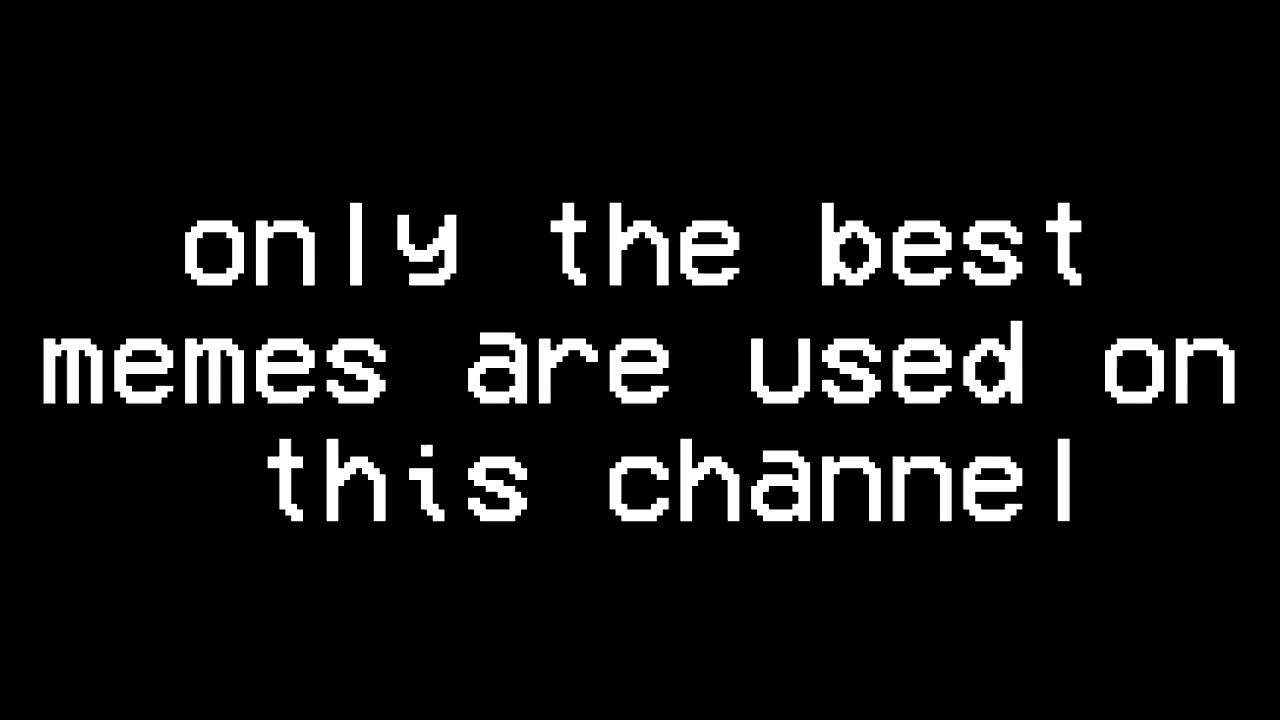 only the best
memes are used on
this channel